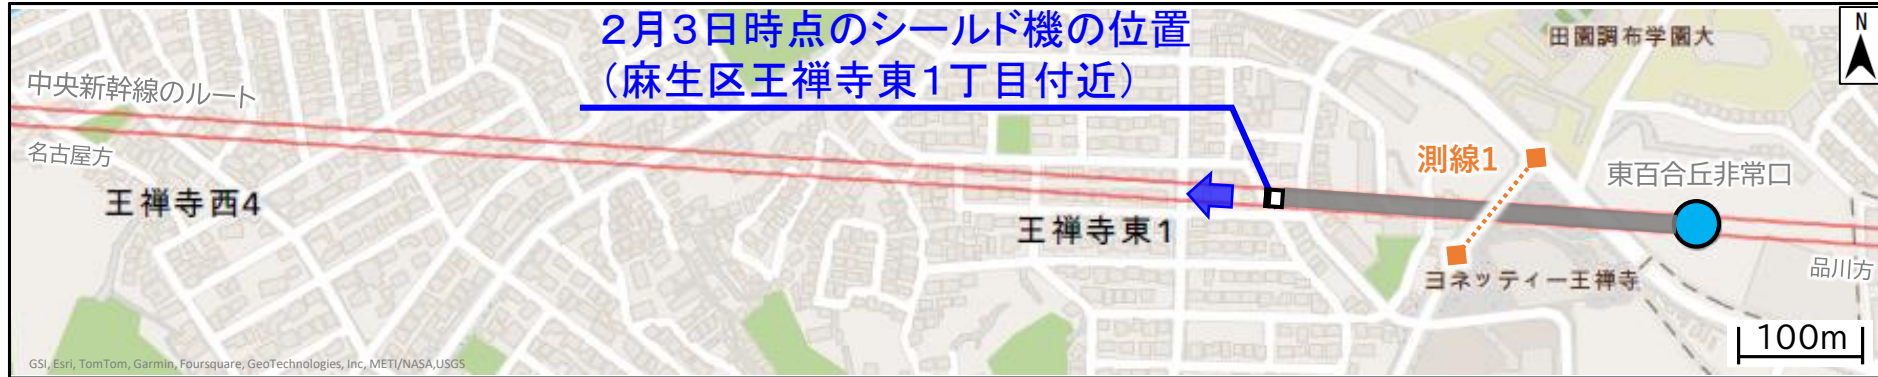 2月3日時点のシールド機の位置
(麻生区王禅寺東1丁目付近)
田園調布学園大
N
中央新幹線のルート
名古屋方
測線1
東百合丘非常口
王禅寺西4
王禅寺東1
ヨネッティー王禅寺
品川方
100m
GSI, Esri, TomTom, Garmin, Foursquare, GeoTechnologies, Inc, METI/NASA,USGS